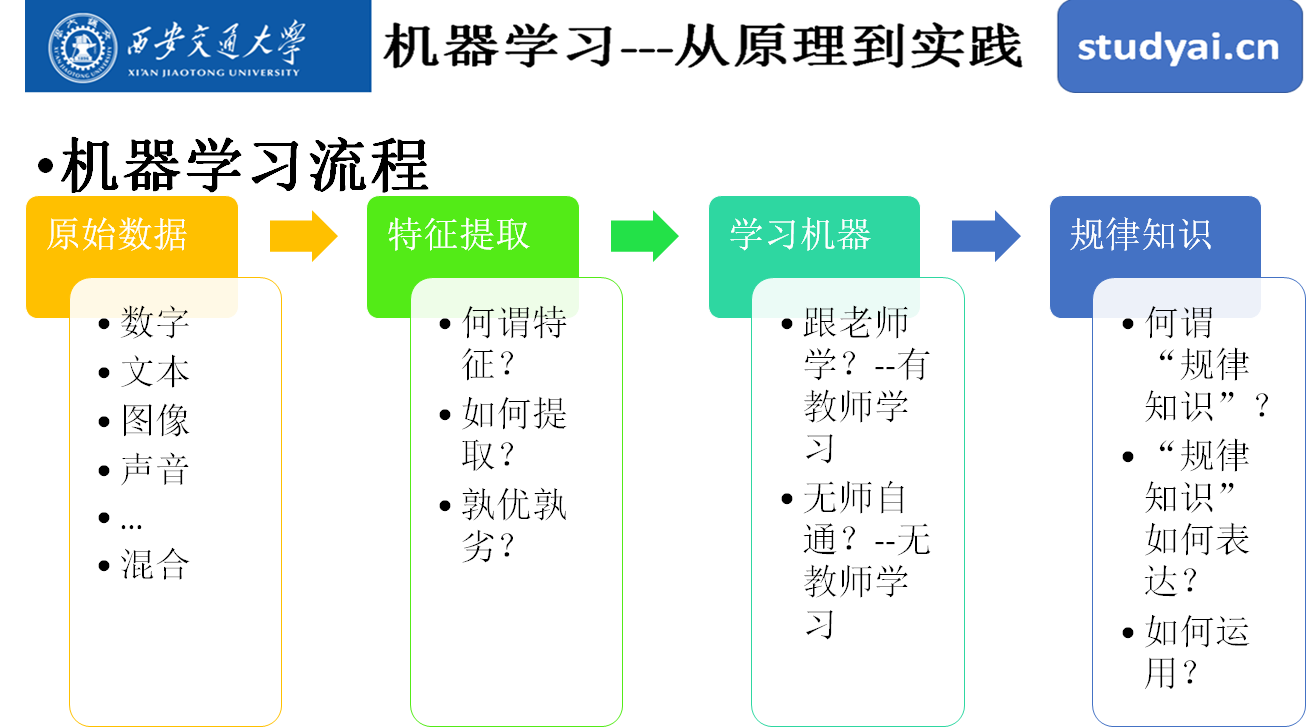 西安交通大学
XI'AN JIAOTONG UNIVERSITY
机器学习---从原理到实践
studyai.cn
•机器学习流程
原始数据
• 数字
• 文本
• 图像
• 声音
• ...
• 混合
特征提取
• 何谓特
征？
• 如何提
取？
• 孰优孰
劣？
学习机器
• 跟老师
学？--有
教师学
习
• 无师自
通？--无
教师学
习
规律知识
• 何谓
“规律
知识”？
• “规律
知识”
如何表
达？
• 如何运
用？